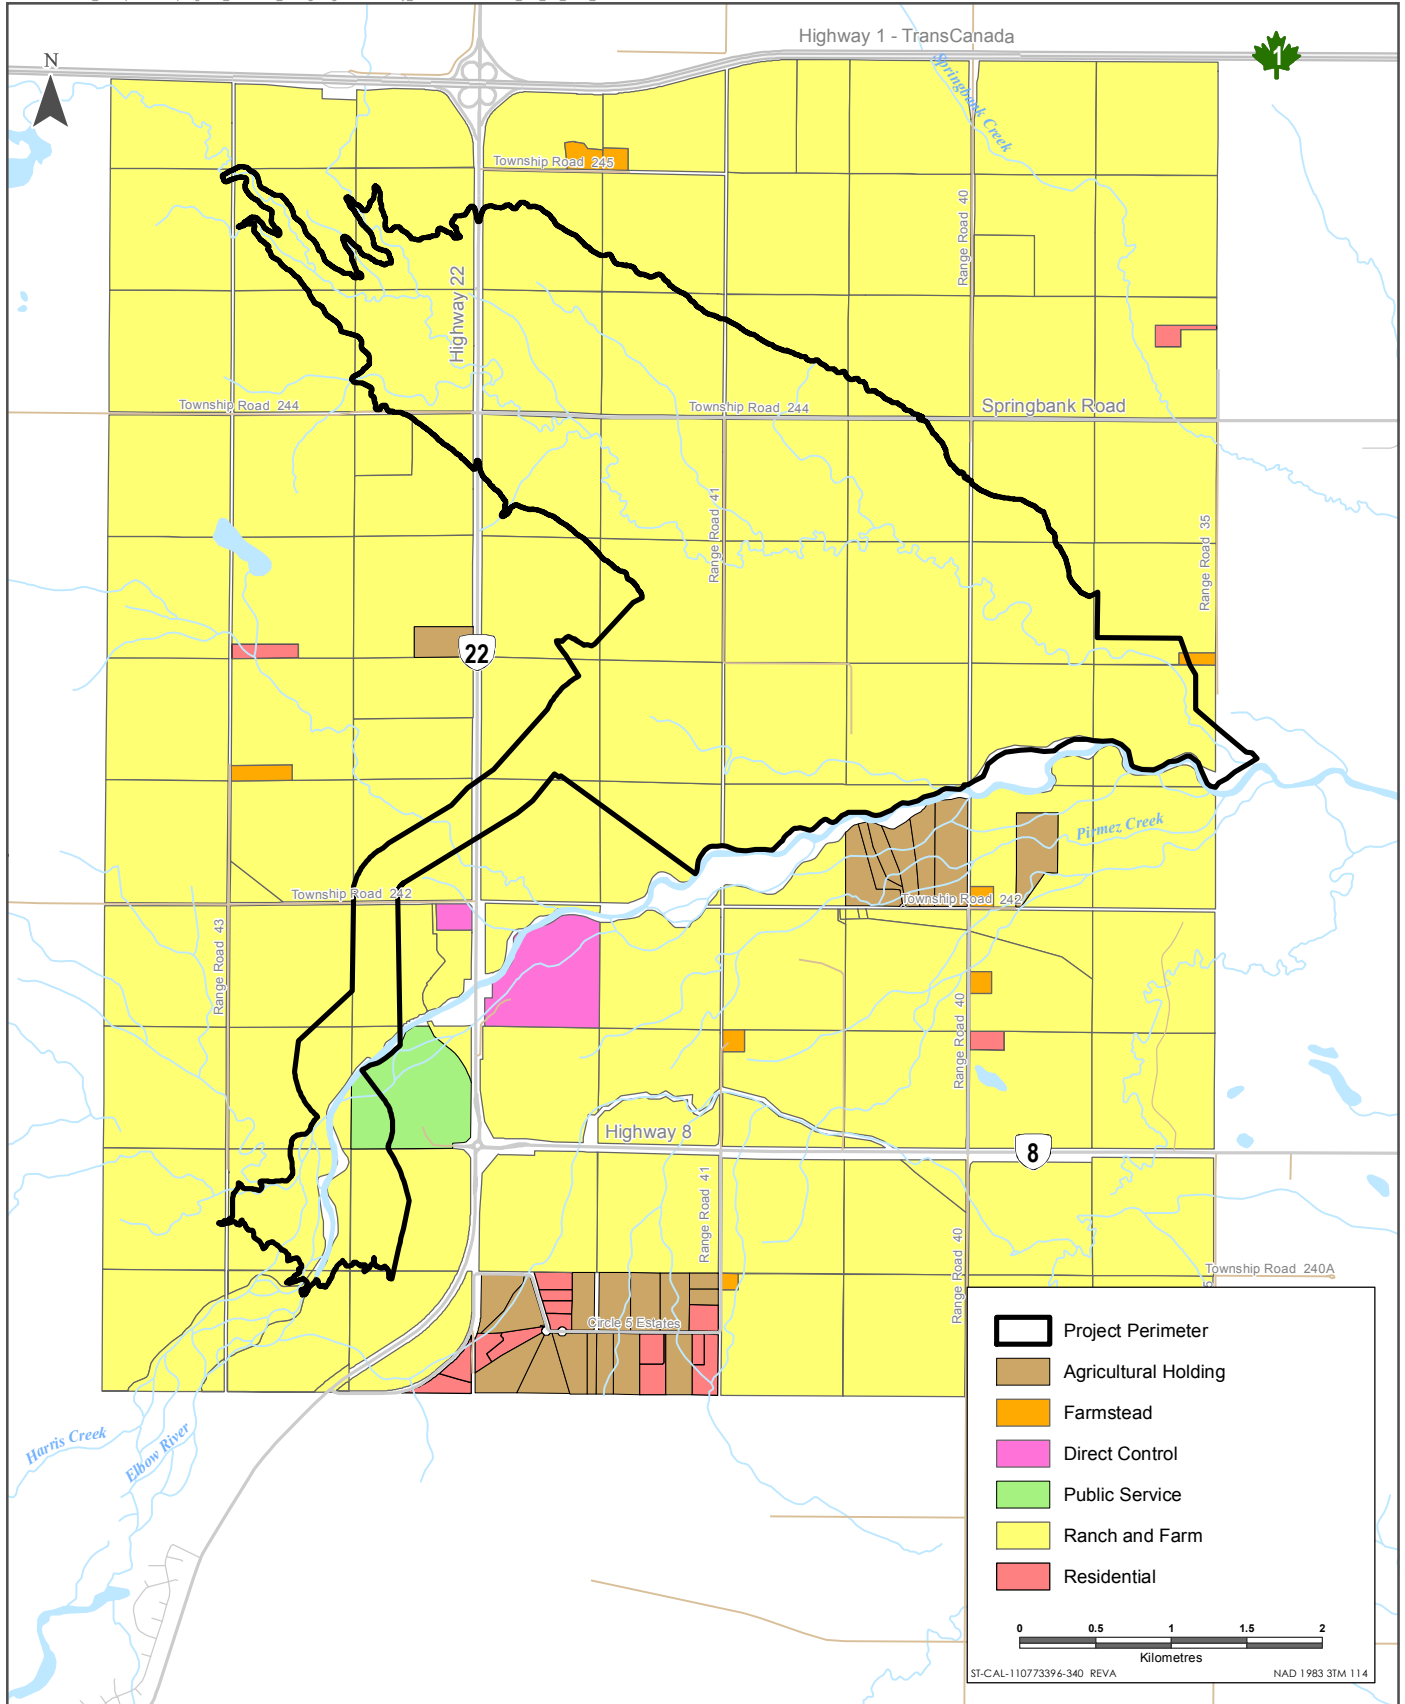 Highway 1 - TransCanada
1
N
Springbank Creek
Township Road 245
Range Road 40
Highway 22
Township Road 244
Township Road 244
Springbank Road
Range Road 41
Range Road 35
22
Pirmez Creek
Township Road 242
Township Road 242
Range Road 43
Range Road 40
Highway 8
8
Range Road 41
Range Road 40
Township Road 240A
Circle 5 Estates
Harris Creek
Elbow River
Project Perimeter
Agricultural Holding
Farmstead
Direct Control
Public Service
Ranch and Farm
Residential
0 0.5 1 1.5 2
Kilometres
ST-CAL-110773396-340 REVA
NAD 1983 3TM 114